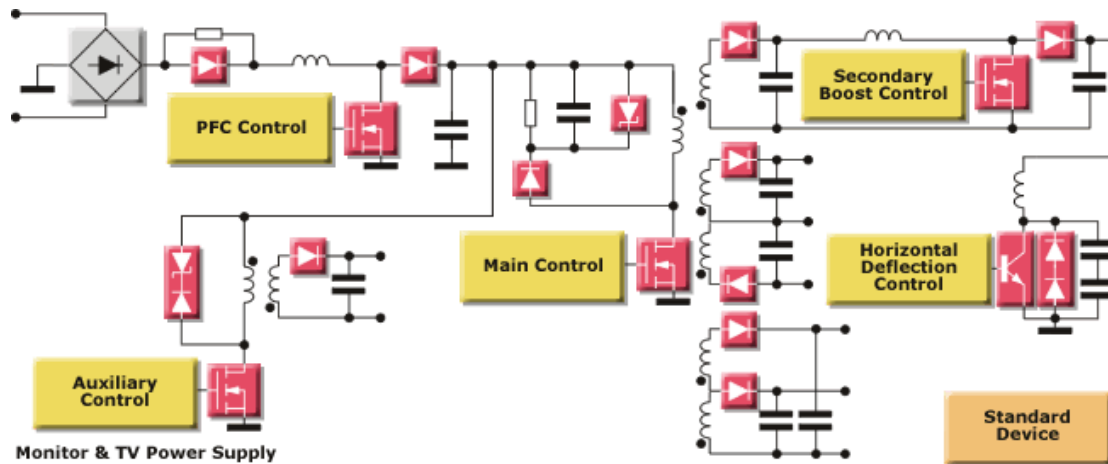 Secondary
Boost Control
PFC Control
Main Control
Horizontal
Deflection
Control
Auxiliary
Control
Standard
Device
Monitor & TV Power Supply